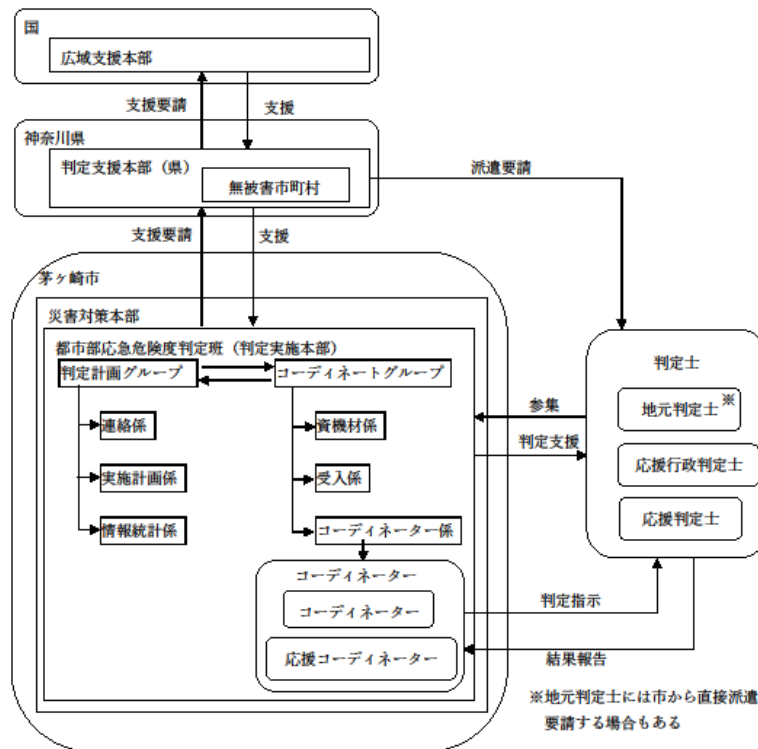 国
広域支援本部
支援要請
支援
神奈川県
判定支援本部（県）
無被害市町村
派遣要請
支援要請
支援
茅ヶ崎市
災害対策本部
都市部応急危険度判定班（判定実施本部）
判定計画グループ
コーディネートグループ
連絡係
資機材係
実施計画係
受入係
情報統計係
コーディネーター係
コーディネーター
コーディネーター
応援コーディネーター
参集
判定支援
判定士
地元判定士※
応援行政判定士
応援判定士
判定指示
結果報告
※地元判定士には市から直接派遣
要請する場合もある